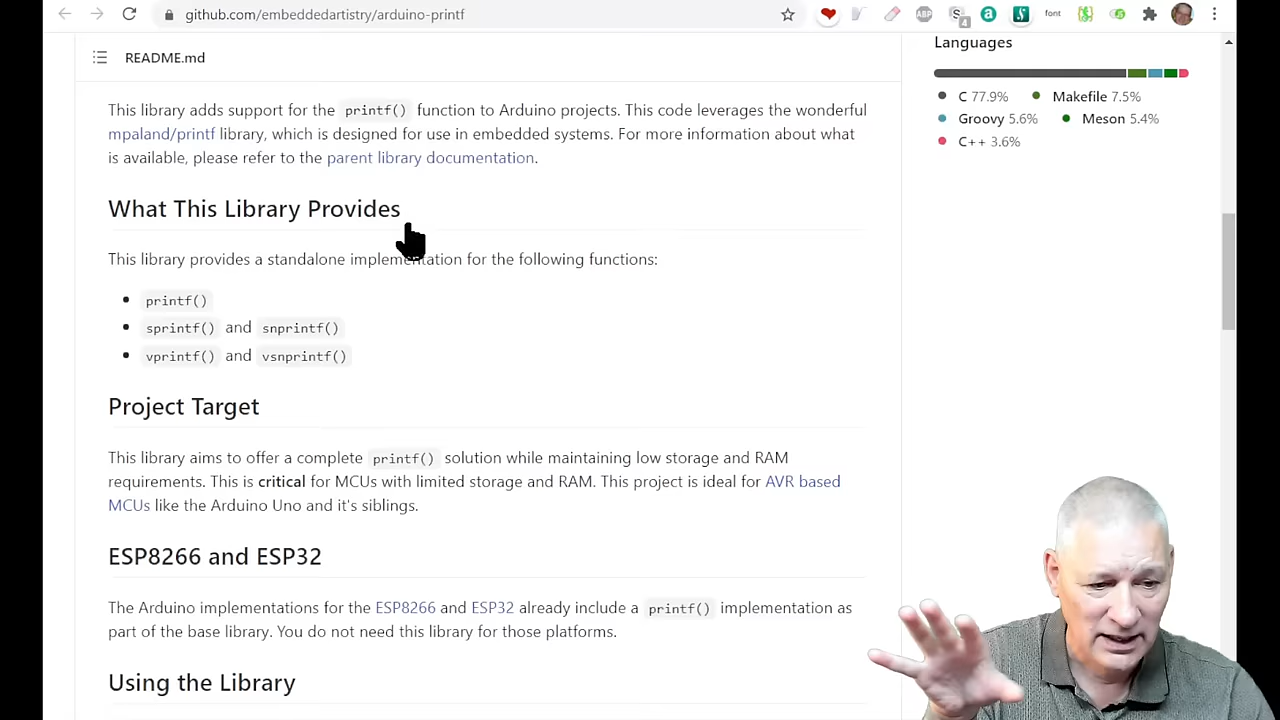 github.com/embeddedartistry/arduino-printf
ABP
4
font
README.md
This library adds support for the printf() function to Arduino projects. This code leverages the wonderful
mpaland/printf library, which is designed for use in embedded systems. For more information about what
is available, please refer to the parent library documentation.
What This Library Provides
This library provides a standalone implementation for the following functions:
printf()
sprintf() and snprintf()
vprintf() and vsnprintf()
Project Target
This library aims to offer a complete printf() solution while maintaining low storage and RAM
requirements. This is critical for MCUs with limited storage and RAM. This project is ideal for AVR based
MCUs like the Arduino Uno and it's siblings.
ESP8266 and ESP32
The Arduino implementations for the ESP8266 and ESP32 already include a printf() implementation as
part of the base library. You do not need this library for those platforms.
Using the Library
Languages
C 77.9% Makefile 7.5%
Groovy 5.6% Meson 5.4%
C++ 3.6%